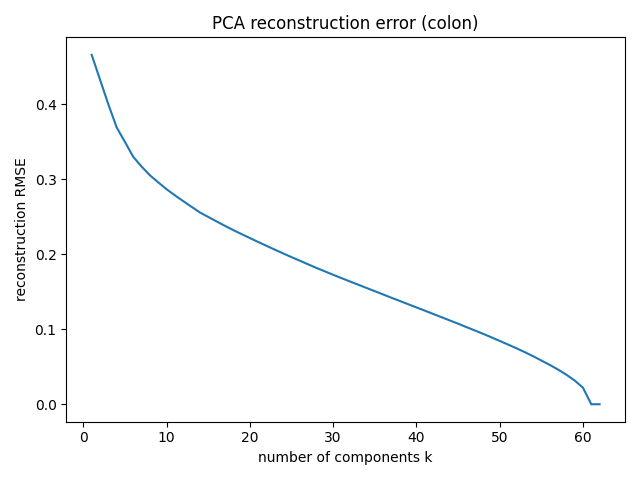 PCA reconstruction error (colon)
reconstruction RMSE
0.4
0.3
0.2
0.1
0.0
0 10 20 30 40 50 60
number of components k